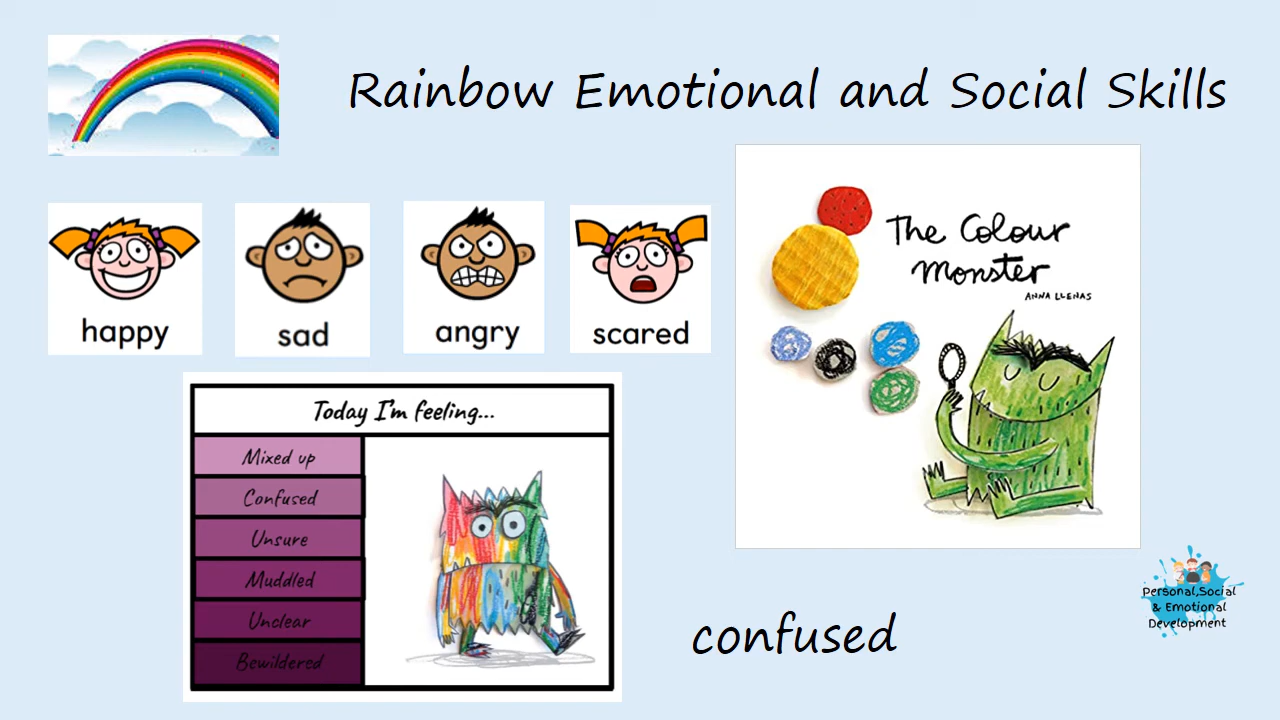 Rainbow Emotional and Social Skills
happy
sad
angry
scared
The Colour
Monster
ANNA LLENAS
Today I'm feeling...
Mixed up
Confused
Unsure
Muddled
Unclear
Bewildered
confused
Personal,Social
& Emotional
Development